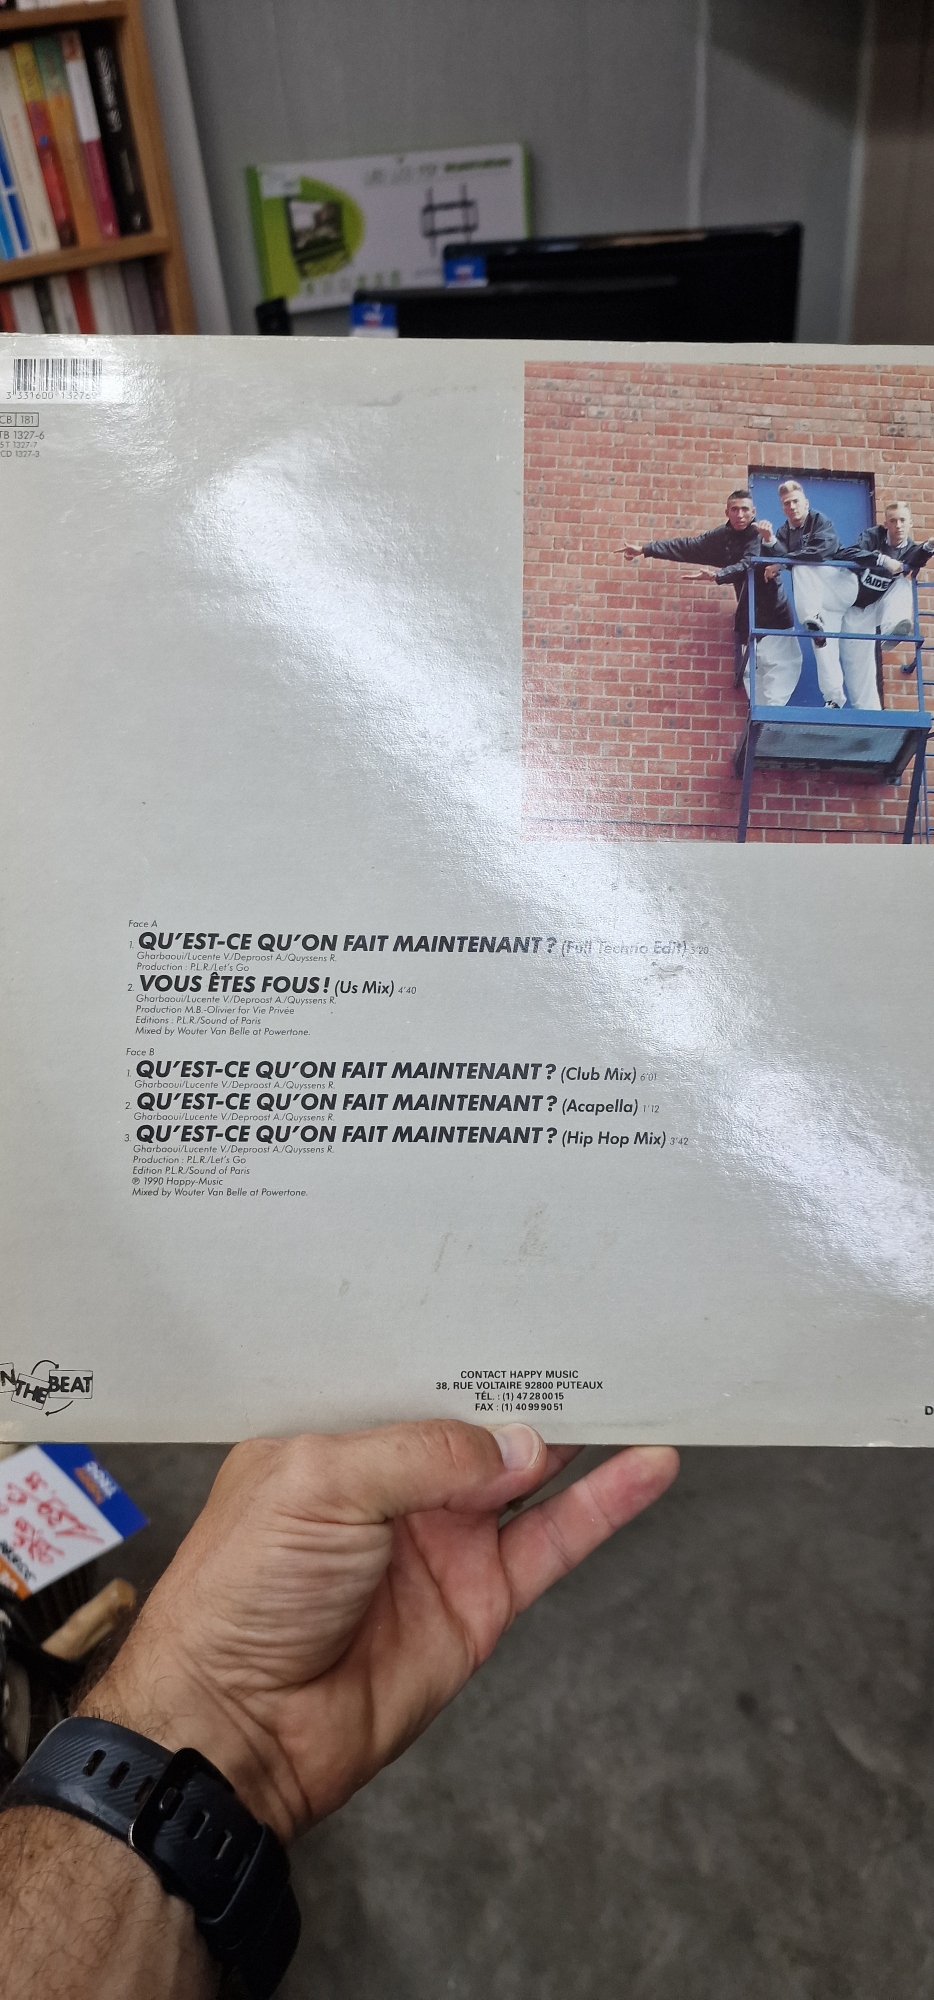 3 331600 13276
CB 181
TB 1327-6
ST 1327-7
CD 1327-3
RAIDE
Face A
1. QU'EST-CE QU'ON FAIT MAINTENANT ? (Full Techno Edit) 5'20
Gharbaoui/Lucente V./Deproost A./Quyssens R.
Production : P.L.R./Let's Go
2. VOUS ÊTES FOUS ! (Us Mix) 4'40
Gharbaoui/Lucente V./Deproost A./Quyssens R.
Production M.B.-Olivier for Vie Privée
Editions : P.L.R./Sound of Paris
Mixed by Wouter Van Belle at Powertone.
Face B
1. QU'EST-CE QU'ON FAIT MAINTENANT ? (Club Mix) 6'01
Gharbaoui/Lucente V./Deproost A./Quyssens R.
2. QU'EST-CE QU'ON FAIT MAINTENANT ? (Acapella) 1'12
Gharbaoui/Lucente V./Deproost A./Quyssens R.
3. QU'EST-CE QU'ON FAIT MAINTENANT ? (Hip Hop Mix) 3'42
Gharbaoui/Lucente V./Deproost A./Quyssens R.
Production : P.L.R./Let's Go
Edition P.L.R./Sound of Paris
℗ 1990 Happy-Music
Mixed by Wouter Van Belle at Powertone.
N THE BEAT
CONTACT HAPPY MUSIC
38, RUE VOLTAIRE 92800 PUTEAUX
TÉL. : (1) 47 28 00 15
FAX : (1) 40 99 90 51
D